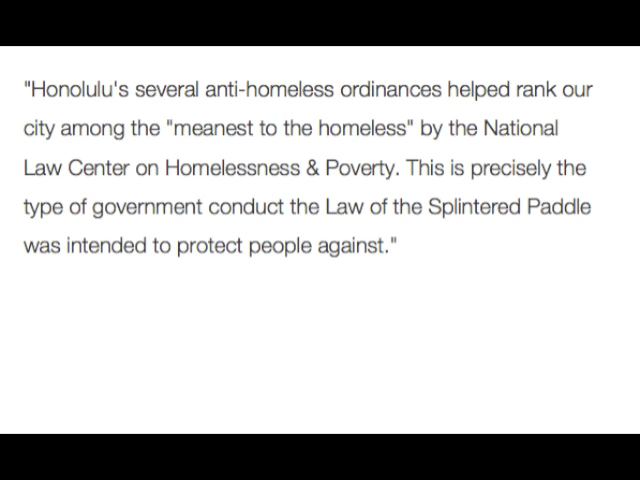 "Honolulu's several anti-homeless ordinances helped rank our
city among the "meanest to the homeless" by the National
Law Center on Homelessness & Poverty. This is precisely the
type of government conduct the Law of the Splintered Paddle
was intended to protect people against."